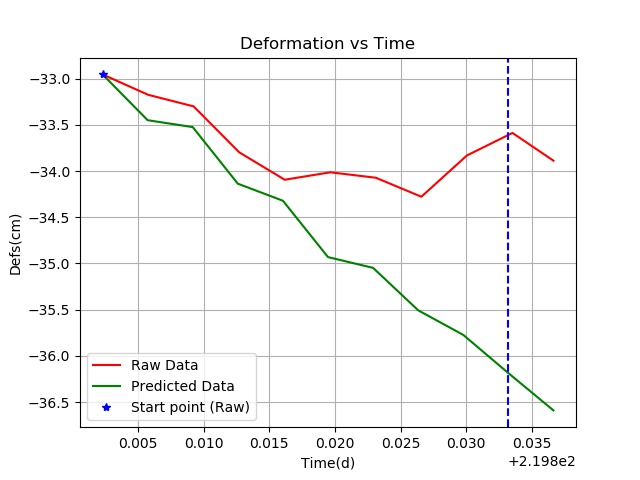 Deformation vs Time
Defs(cm)
−33.0
−33.5
−34.0
−34.5
−35.0
−35.5
−36.0
−36.5
Raw Data
Predicted Data
Start point (Raw)
0.005 0.010 0.015 0.020 0.025 0.030 0.035
Time(d)
+2.198e2